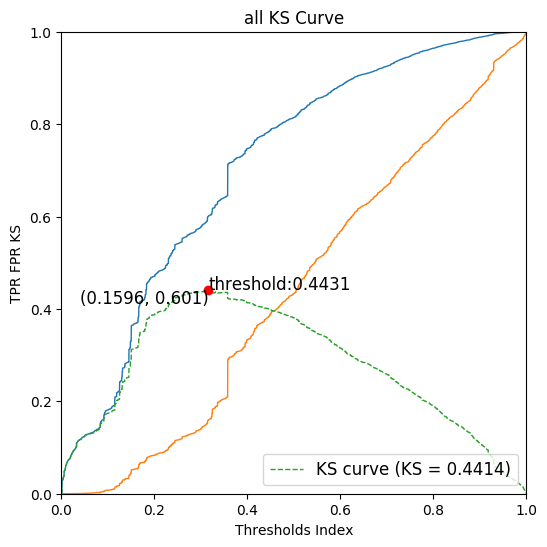 all KS Curve
1.0
0.8
0.6
0.4
0.2
0.0
TPR FPR KS
threshold:0.4431
(0.1596, 0.601)
KS curve (KS = 0.4414)
0.0 0.2 0.4 0.6 0.8 1.0
Thresholds Index